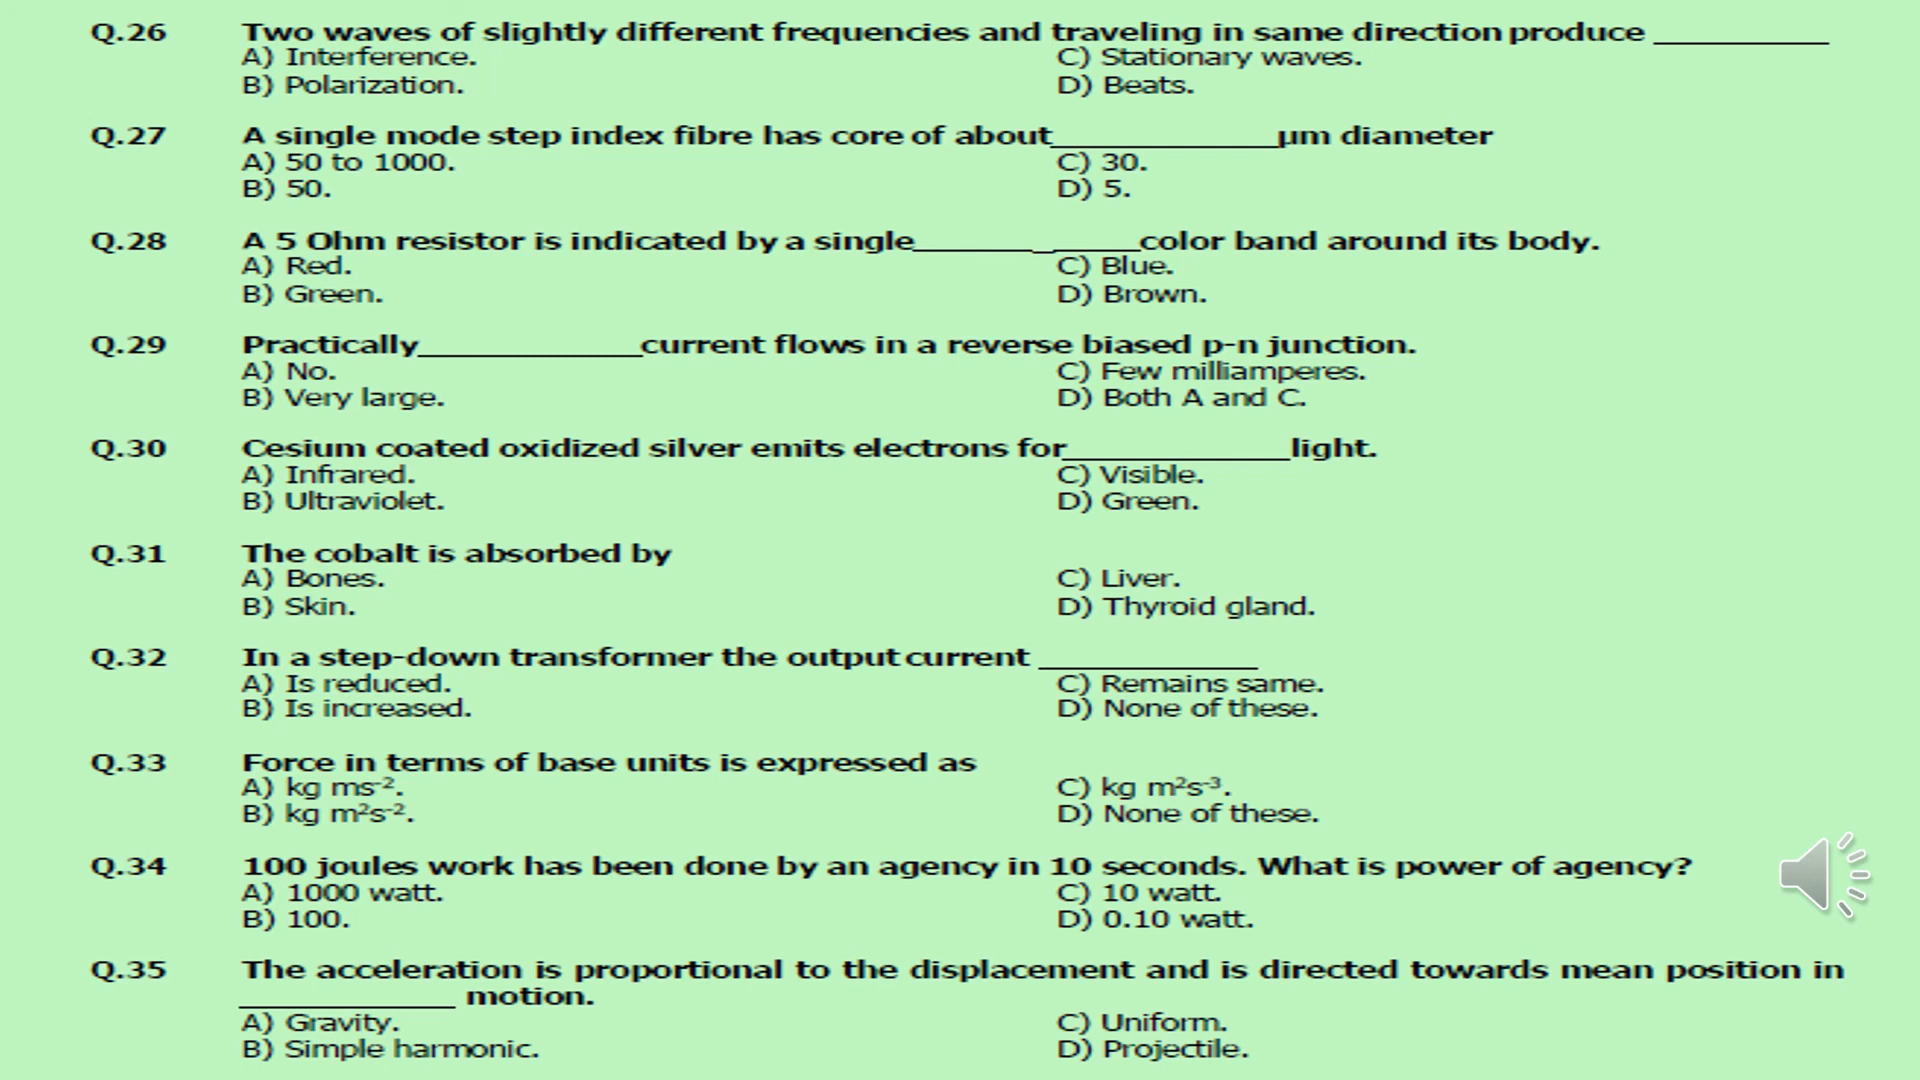 Q.26 Two waves of slightly different frequencies and traveling in same direction produce __________
A) Interference. C) Stationary waves.
B) Polarization. D) Beats.
Q.27 A single mode step index fibre has core of about_____________µm diameter
A) 50 to 1000. C) 30.
B) 50. D) 5.
Q.28 A 5 Ohm resistor is indicated by a single_____________color band around its body.
A) Red. C) Blue.
B) Green. D) Brown.
Q.29 Practically_____________current flows in a reverse biased p-n junction.
A) No. C) Few milliamperes.
B) Very large. D) Both A and C.
Q.30 Cesium coated oxidized silver emits electrons for_____________light.
A) Infrared. C) Visible.
B) Ultraviolet. D) Green.
Q.31 The cobalt is absorbed by
A) Bones. C) Liver.
B) Skin. D) Thyroid gland.
Q.32 In a step-down transformer the output current _____________
A) Is reduced. C) Remains same.
B) Is increased. D) None of these.
Q.33 Force in terms of base units is expressed as
A) kg ms⁻². C) kg m²s⁻³.
B) kg m²s⁻². D) None of these.
Q.34 100 joules work has been done by an agency in 10 seconds. What is power of agency?
A) 1000 watt. C) 10 watt.
B) 100. D) 0.10 watt.
Q.35 The acceleration is proportional to the displacement and is directed towards mean position in
_____________ motion.
A) Gravity. C) Uniform.
B) Simple harmonic. D) Projectile.